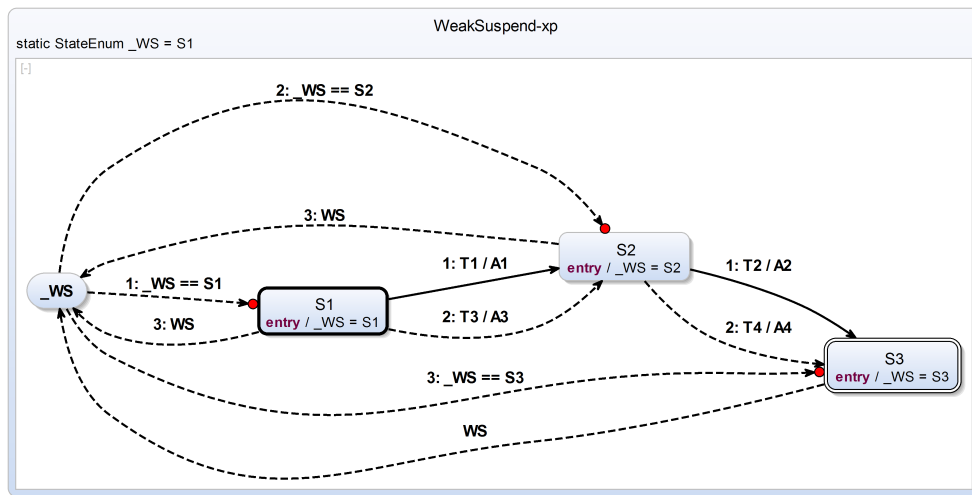 WeakSuspend-xp
static StateEnum _WS = S1
[-]
2: _WS == S2
3: WS
S2
entry / _WS = S2
1: T1 / A1
1: T2 / A2
_WS
1: _WS == S1
S1
entry / _WS = S1
3: WS
2: T3 / A3
2: T4 / A4
S3
entry / _WS = S3
3: _WS == S3
WS